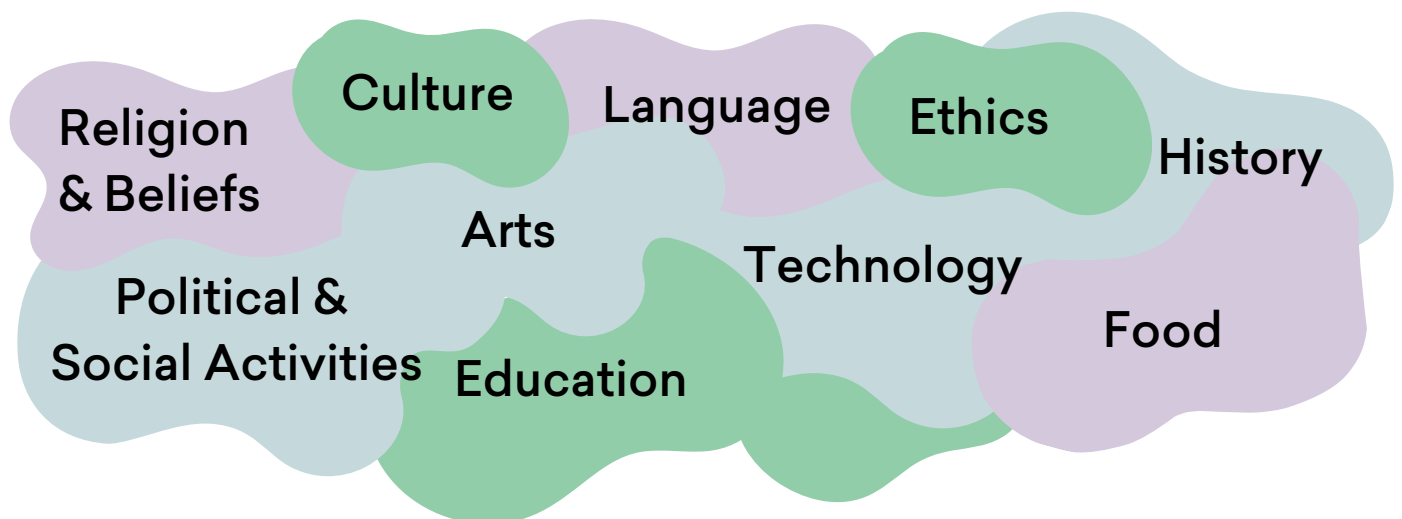 Culture
Language
Ethics
Religion
& Beliefs
History
Arts
Technology
Political &
Social Activities
Food
Education